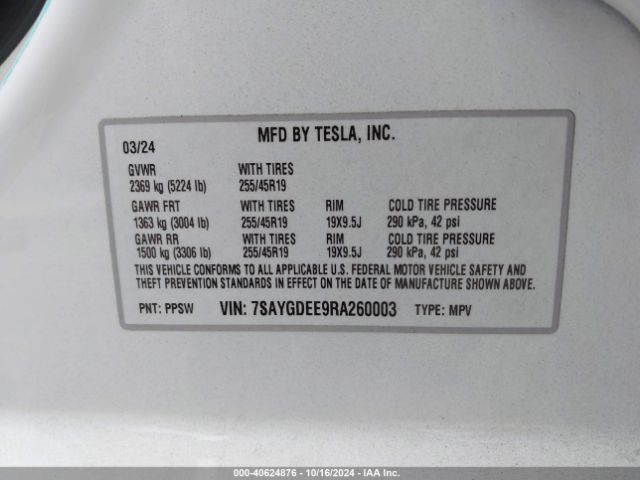 MFD BY TESLA, INC.
03/24
GVWR WITH TIRES
2369 kg (5224 lb) 255/45R19
GAWR FRT WITH TIRES RIM COLD TIRE PRESSURE
1363 kg (3004 lb) 255/45R19 19X9.5J 290 kPa, 42 psi
GAWR RR WITH TIRES RIM COLD TIRE PRESSURE
1500 kg (3306 lb) 255/45R19 19X9.5J 290 kPa, 42 psi
THIS VEHICLE CONFORMS TO ALL APPLICABLE U.S. FEDERAL MOTOR VEHICLE SAFETY AND
THEFT PREVENTION STANDARDS IN EFFECT ON THE DATE OF MANUFACTURE SHOWN ABOVE.
PNT: PPSW VIN: 7SAYGDEE9RA260003 TYPE: MPV
000-40624876 | 10/16/2024 | IAA Inc.